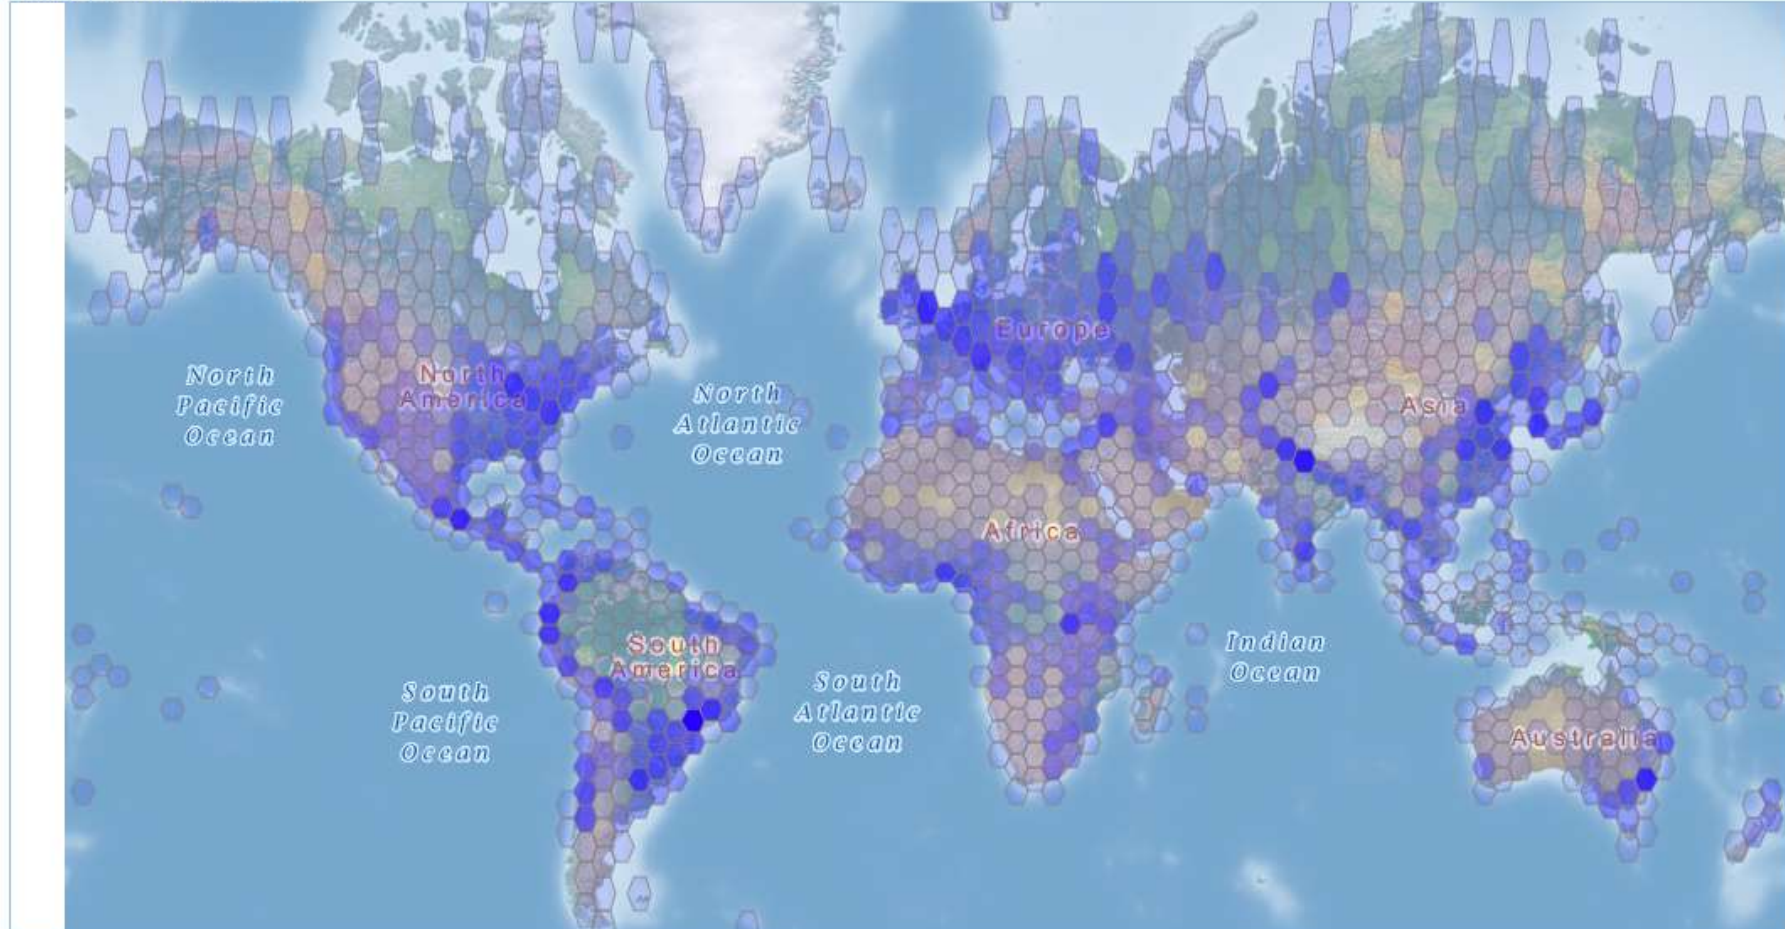 North
Pacific
Ocean
North
America
North
Atlantic
Ocean
Europe
Asia
Africa
South
America
South
Pacific
Ocean
South
Atlantic
Ocean
Indian
Ocean
Australia